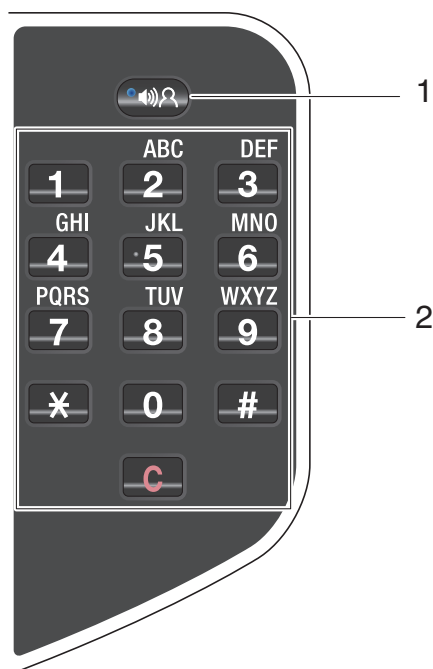 1
ABC DEF
1 2 3
GHI JKL MNO
4 5 6
PQRS TUV WXYZ
7 8 9
2
* 0 #
C